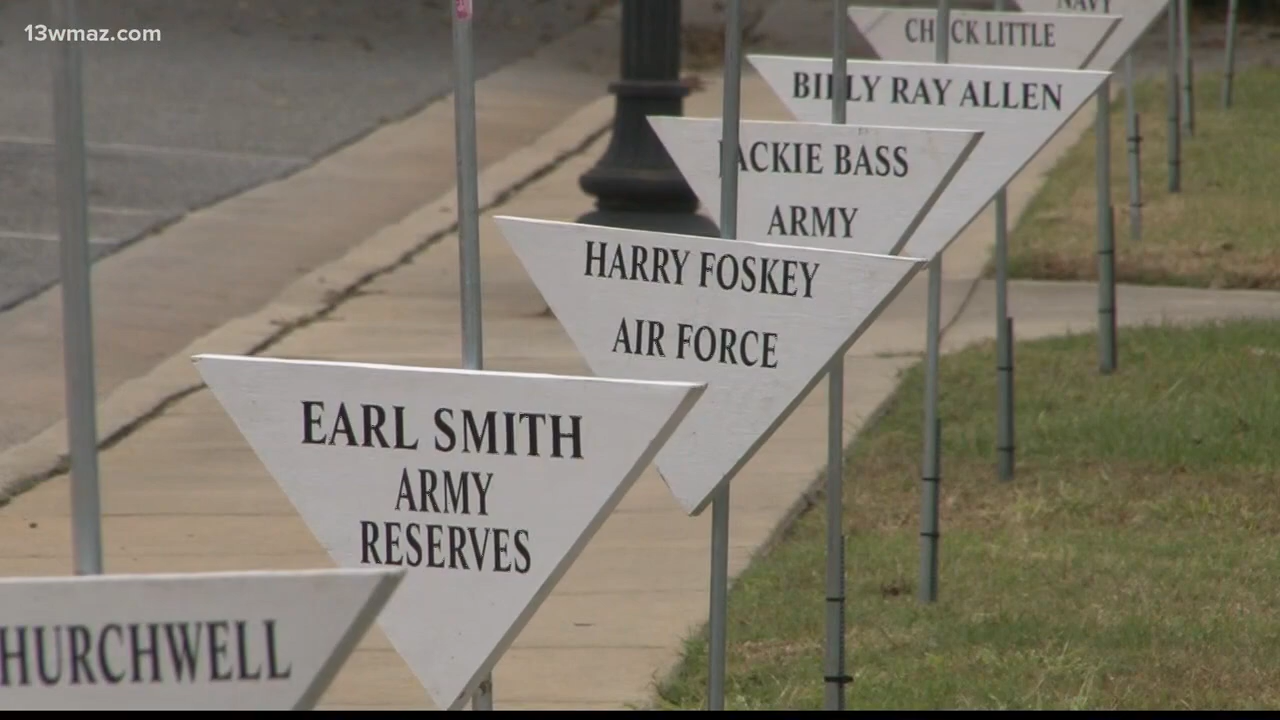 13wmaz.com
NAVY
CHUCK LITTLE
BILLY RAY ALLEN
JACKIE BASS
ARMY
HARRY FOSKEY
AIR FORCE
EARL SMITH
ARMY
RESERVES
HURCHWELL